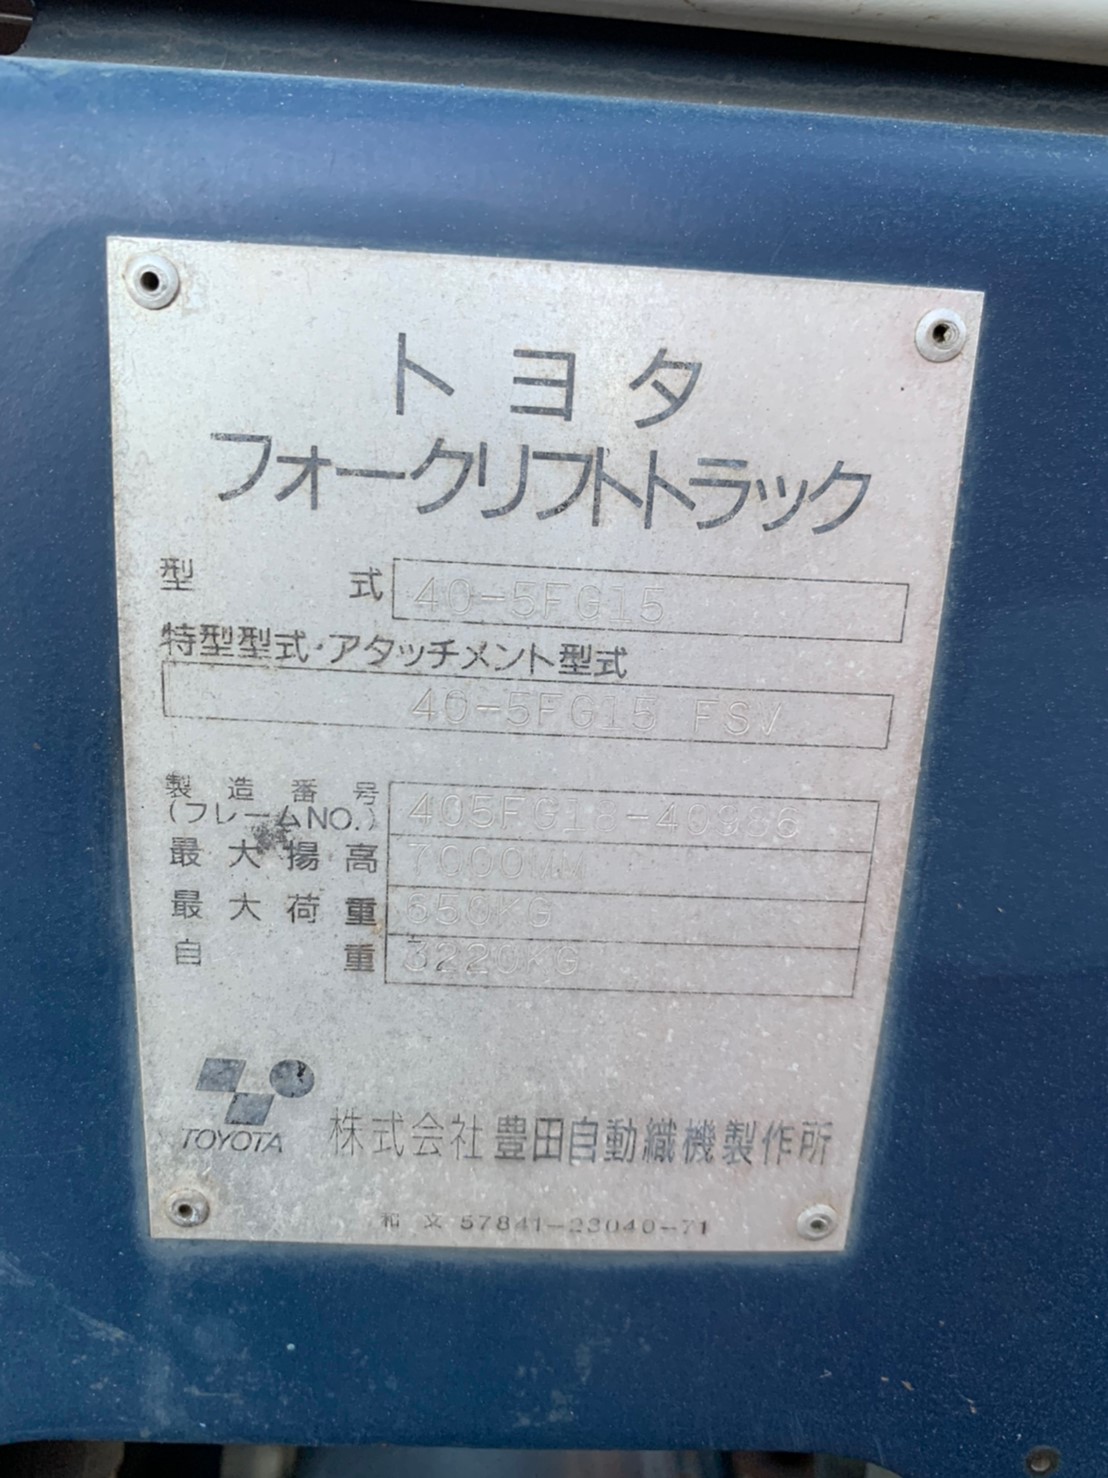 トヨタ
フォークリフトトラック
型式 40-5FG15
特型型式・アタッチメント型式
40-5FG15 FSV
製造番号
(フレームNO.)
最大揚高 7000MM
最大荷重 650KG
自重 3220KG
TOYOTA 株式会社豊田自動織機製作所
和文 57841-23040-71